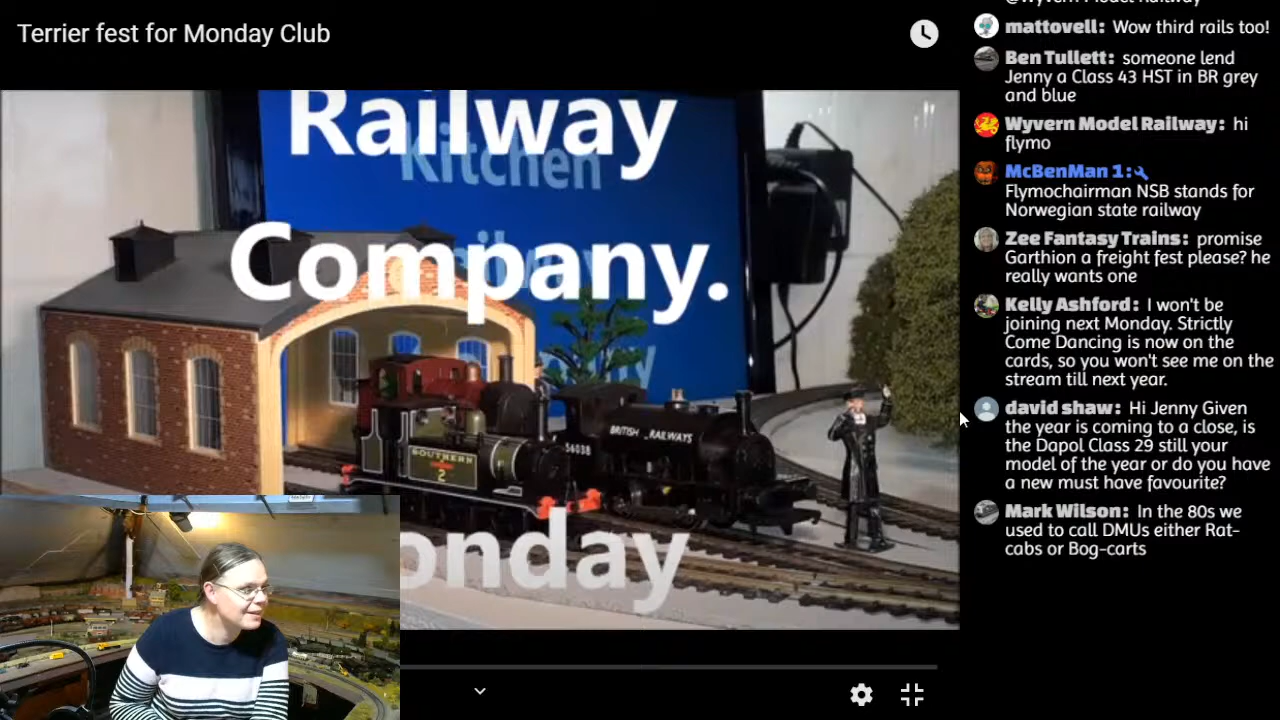 Terrier fest for Monday Club
Railway
Kitchen
Company.
BRITISH RAILWAYS
56038
SOUTHERN
2
onday
@Wyvern Model Railway
mattovell: Wow third rails too!
Ben Tullett: someone lend
Jenny a Class 43 HST in BR grey
and blue
Wyvern Model Railway: hi
flymo
McBenMan 1:
Flymochairman NSB stands for
Norwegian state railway
Zee Fantasy Trains: promise
Garthion a freight fest please? he
really wants one
Kelly Ashford: I won't be
joining next Monday. Strictly
Come Dancing is now on the
cards, so you won't see me on the
stream till next year.
david shaw: Hi Jenny Given
the year is coming to a close, is
the Dapol Class 29 still your
model of the year or do you have
a new must have favourite?
Mark Wilson: In the 80s we
used to call DMUs either Rat-
cabs or Bog-carts